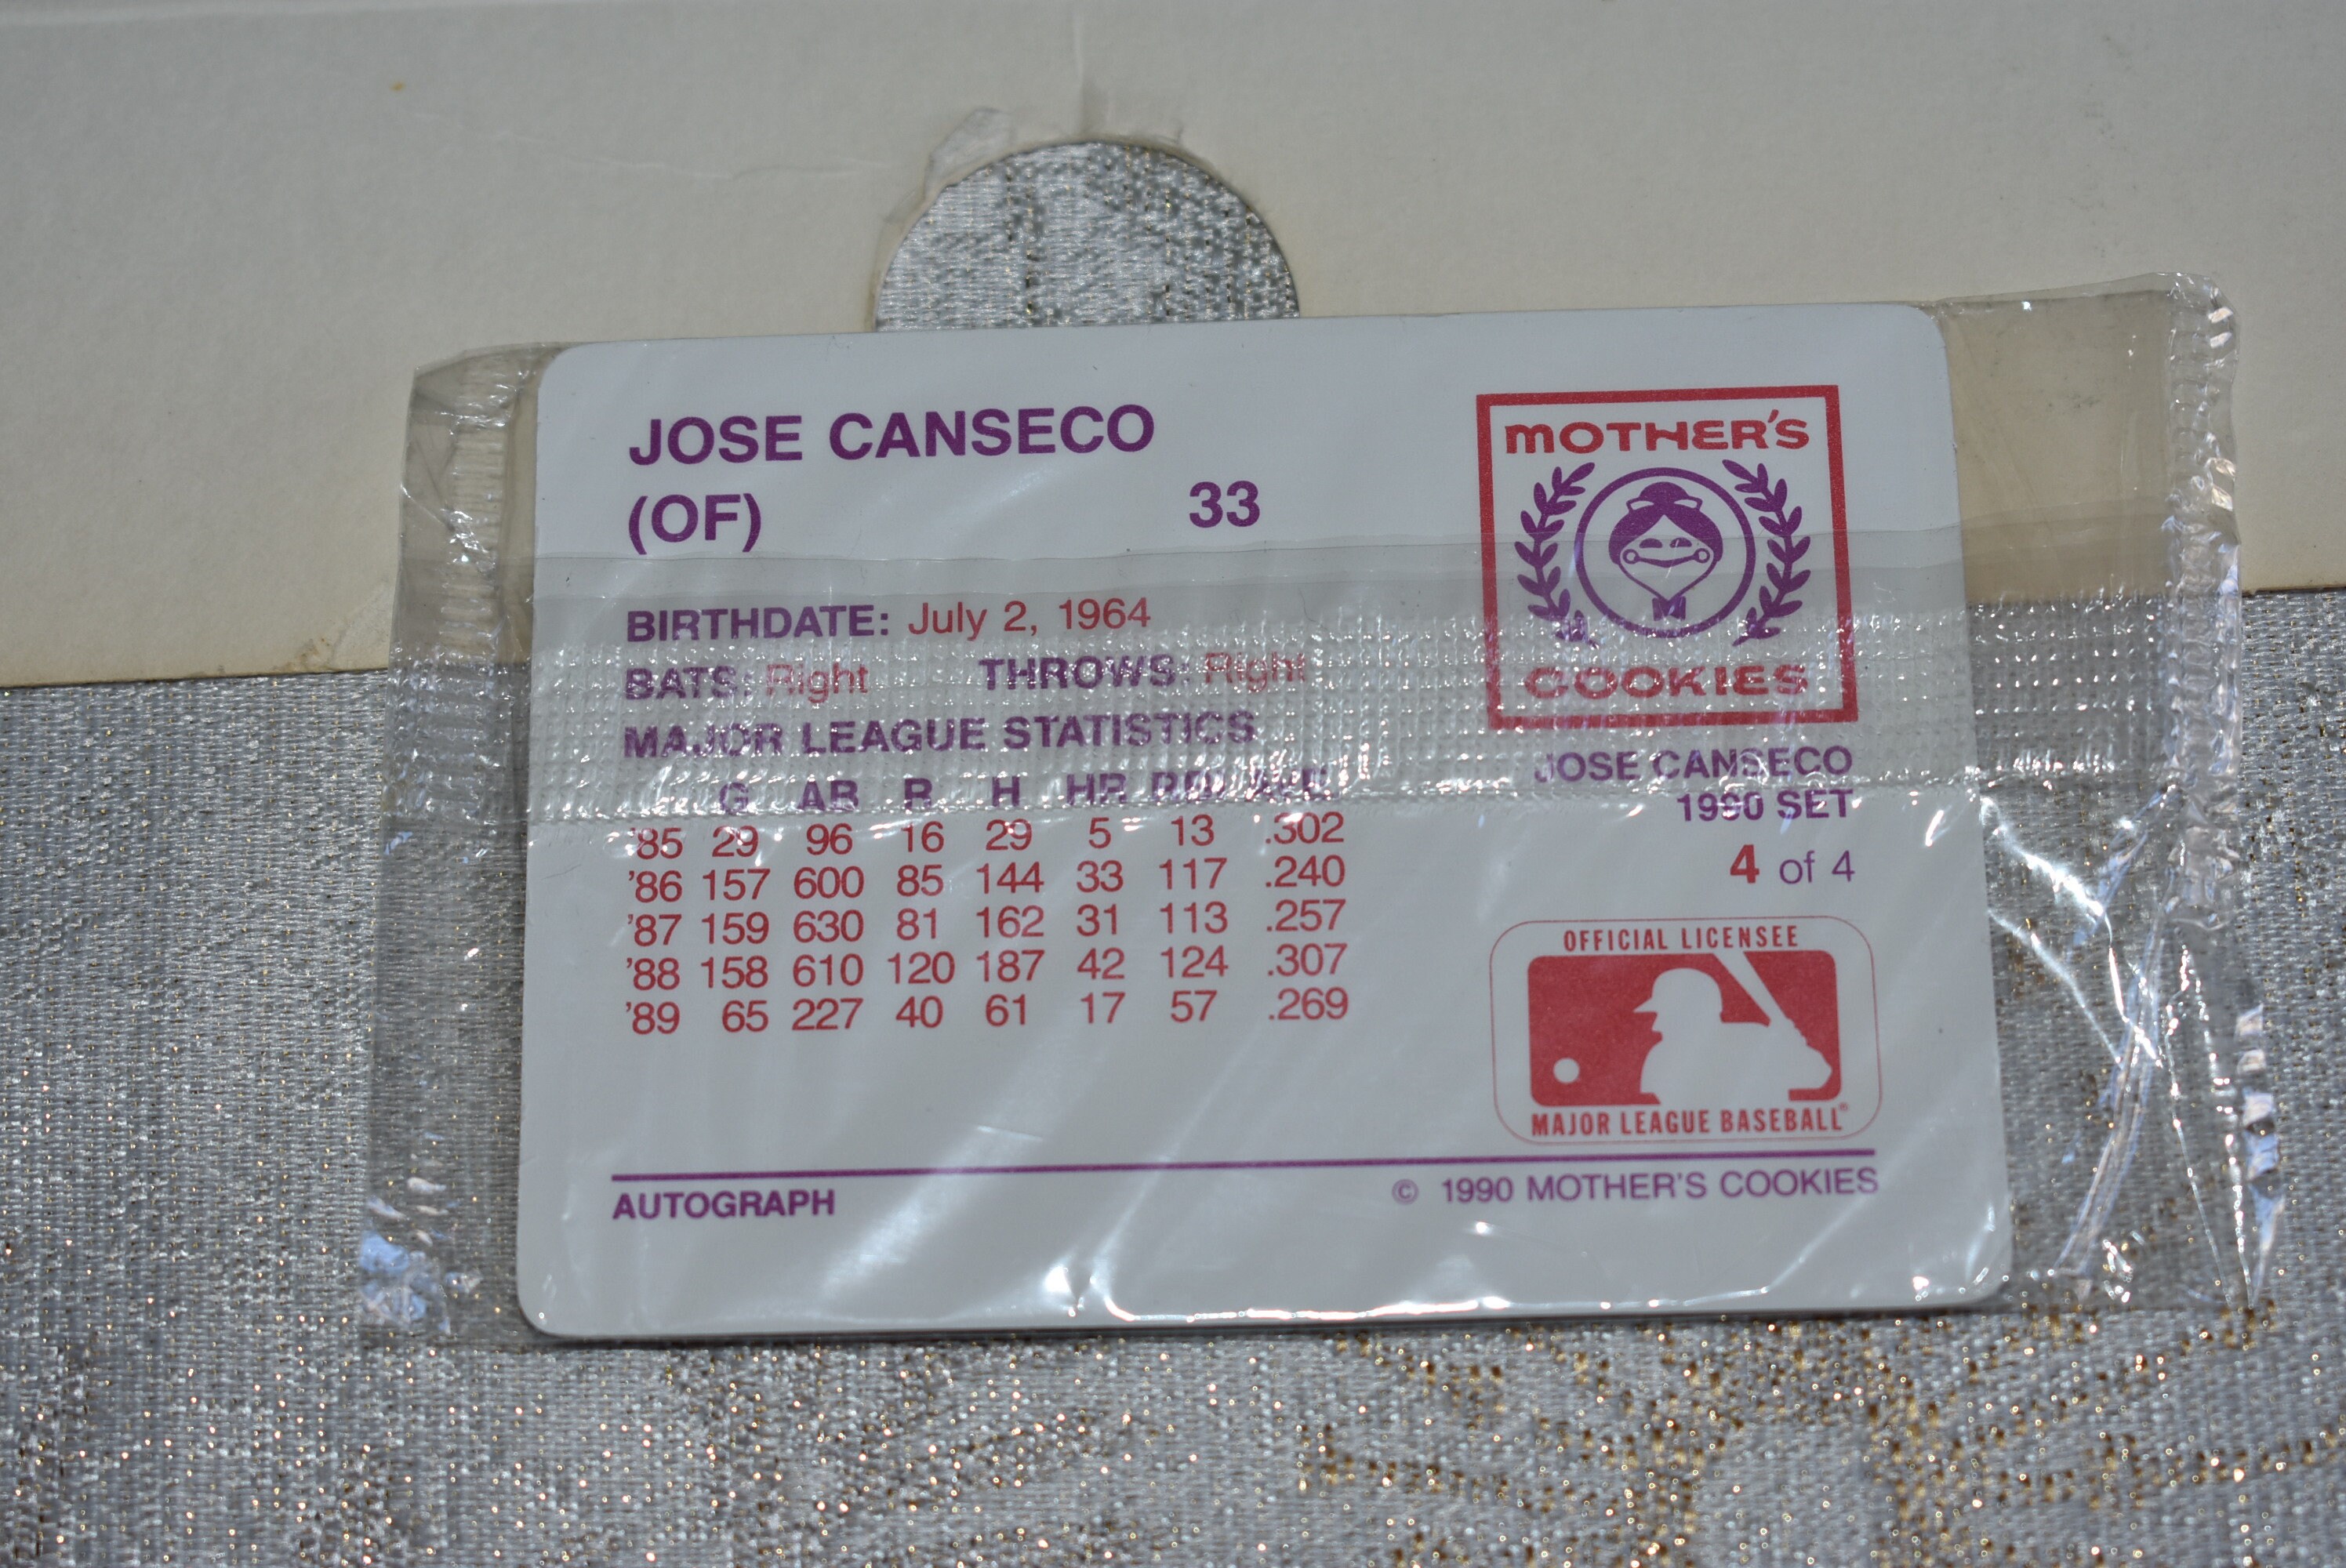 JOSE CANSECO
(OF) 33
BIRTHDATE: July 2, 1964
BATS: Right THROWS: Right
MAJOR LEAGUE STATISTICS
G AB R H HR RBI AVE
'85 29 96 16 29 5 13 .302
'86 157 600 85 144 33 117 .240
'87 159 630 81 162 31 113 .257
'88 158 610 120 187 42 124 .307
'89 65 227 40 61 17 57 .269
MOTHER'S
M
COOKIES
JOSE CANSECO
1990 SET
4 of 4
OFFICIAL LICENSEE
MAJOR LEAGUE BASEBALL®
AUTOGRAPH
© 1990 MOTHER'S COOKIES